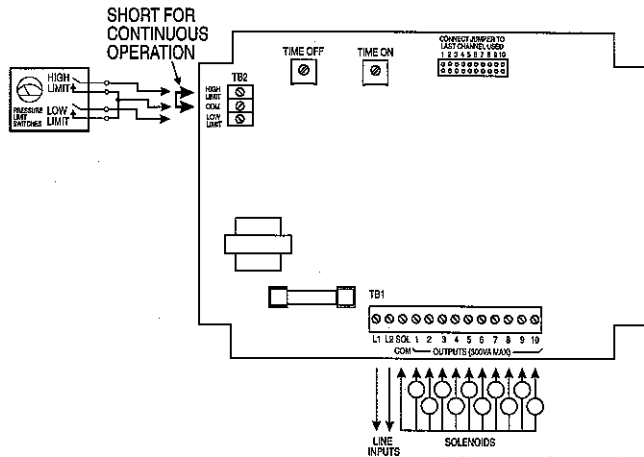 SHORT FOR
CONTINUOUS
OPERATION
TIME OFF
TIME ON
CONNECT JUMPER TO
LAST CHANNEL USED
1 2 3 4 5 6 7 8 9 10
HIGH
LIMIT
LOW
LIMIT
PRESSURE
LIMIT
SWITCHES
TB2
HIGH
LIMIT
COM
LOW
LIMIT
TB1
L1 L2 SOL 1 2 3 4 5 6 7 8 9 10
COM OUTPUTS (300VA MAX)
LINE
INPUTS
SOLENOIDS